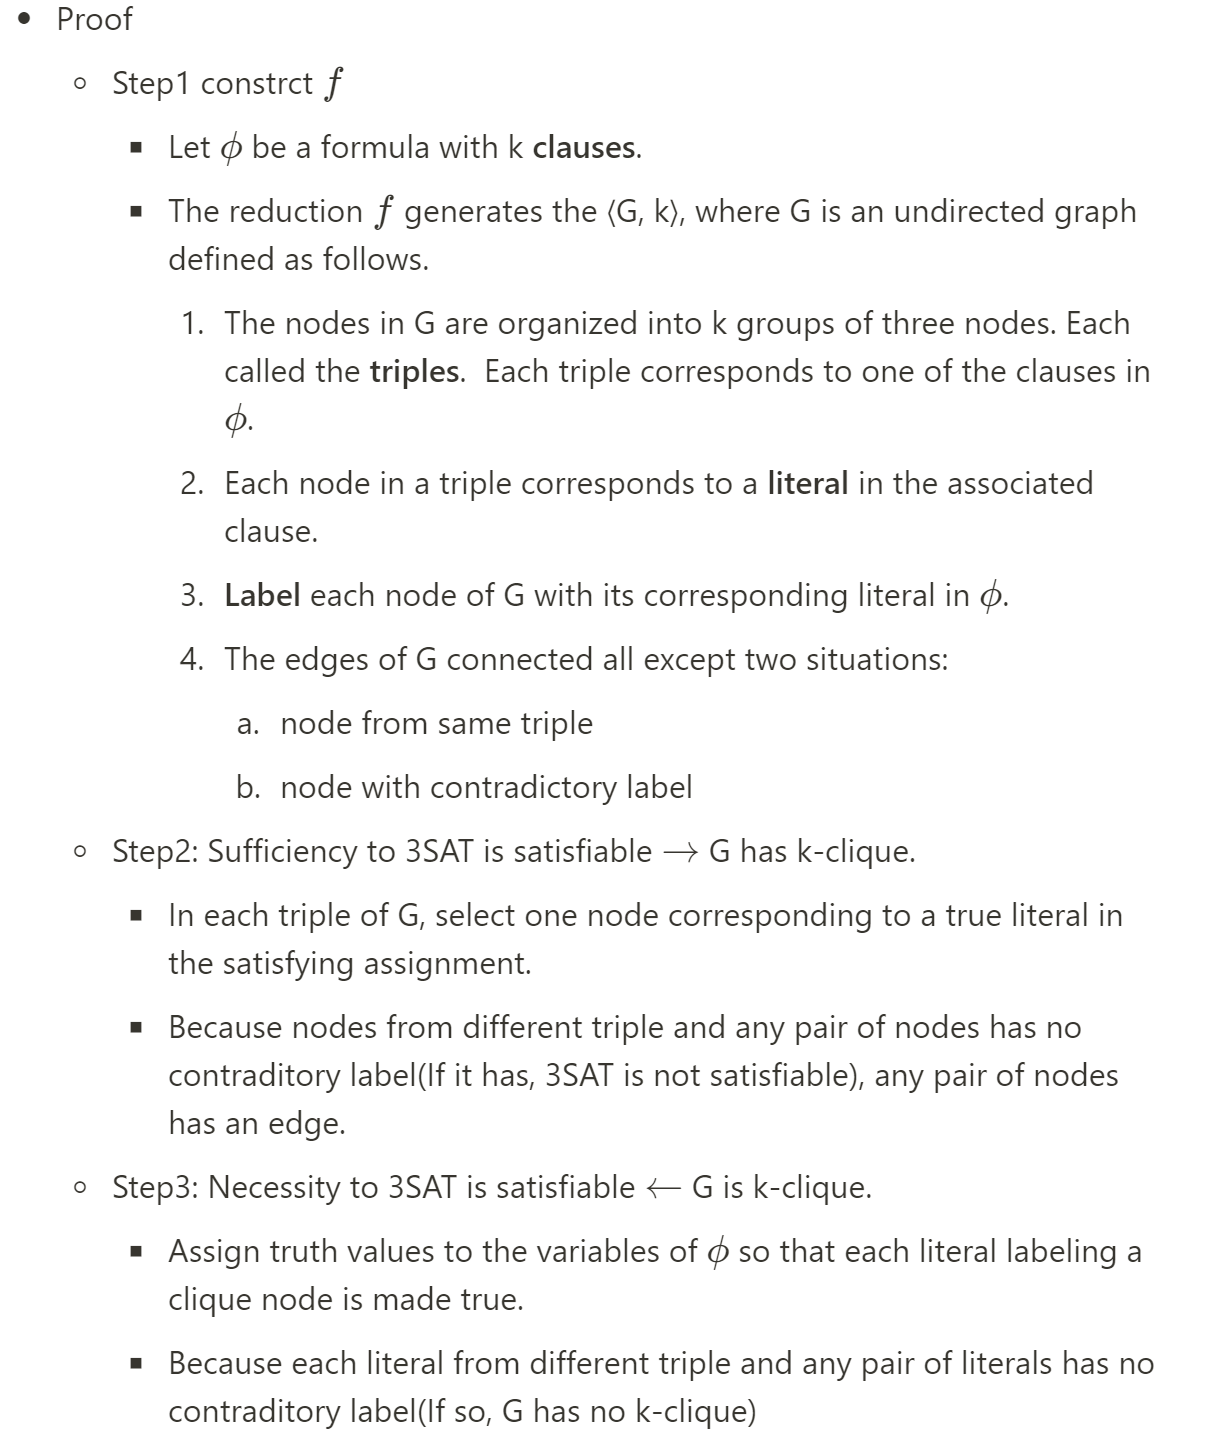 Proof
Step1 constrct f
Let ϕ be a formula with k clauses.
The reduction f generates the ⟨G, k⟩, where G is an undirected graph
defined as follows.
1. The nodes in G are organized into k groups of three nodes. Each
called the triples.  Each triple corresponds to one of the clauses in
ϕ.
2. Each node in a triple corresponds to a literal in the associated
clause.
3. Label each node of G with its corresponding literal in ϕ.
4. The edges of G connected all except two situations:
a. node from same triple
b. node with contradictory label
Step2: Sufficiency to 3SAT is satisfiable → G has k-clique.
In each triple of G, select one node corresponding to a true literal in
the satisfying assignment.
Because nodes from different triple and any pair of nodes has no
contraditory label(If it has, 3SAT is not satisfiable), any pair of nodes
has an edge.
Step3: Necessity to 3SAT is satisfiable ← G is k-clique.
Assign truth values to the variables of ϕ so that each literal labeling a
clique node is made true.
Because each literal from different triple and any pair of literals has no
contraditory label(If so, G has no k-clique)